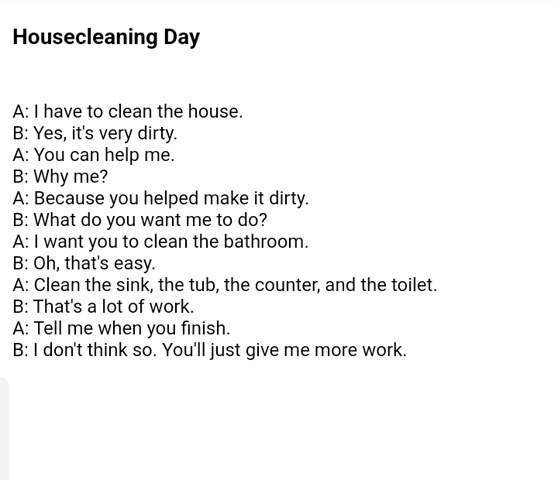 Housecleaning Day
A: I have to clean the house.
B: Yes, it's very dirty.
A: You can help me.
B: Why me?
A: Because you helped make it dirty.
B: What do you want me to do?
A: I want you to clean the bathroom.
B: Oh, that's easy.
A: Clean the sink, the tub, the counter, and the toilet.
B: That's a lot of work.
A: Tell me when you finish.
B: I don't think so. You'll just give me more work.